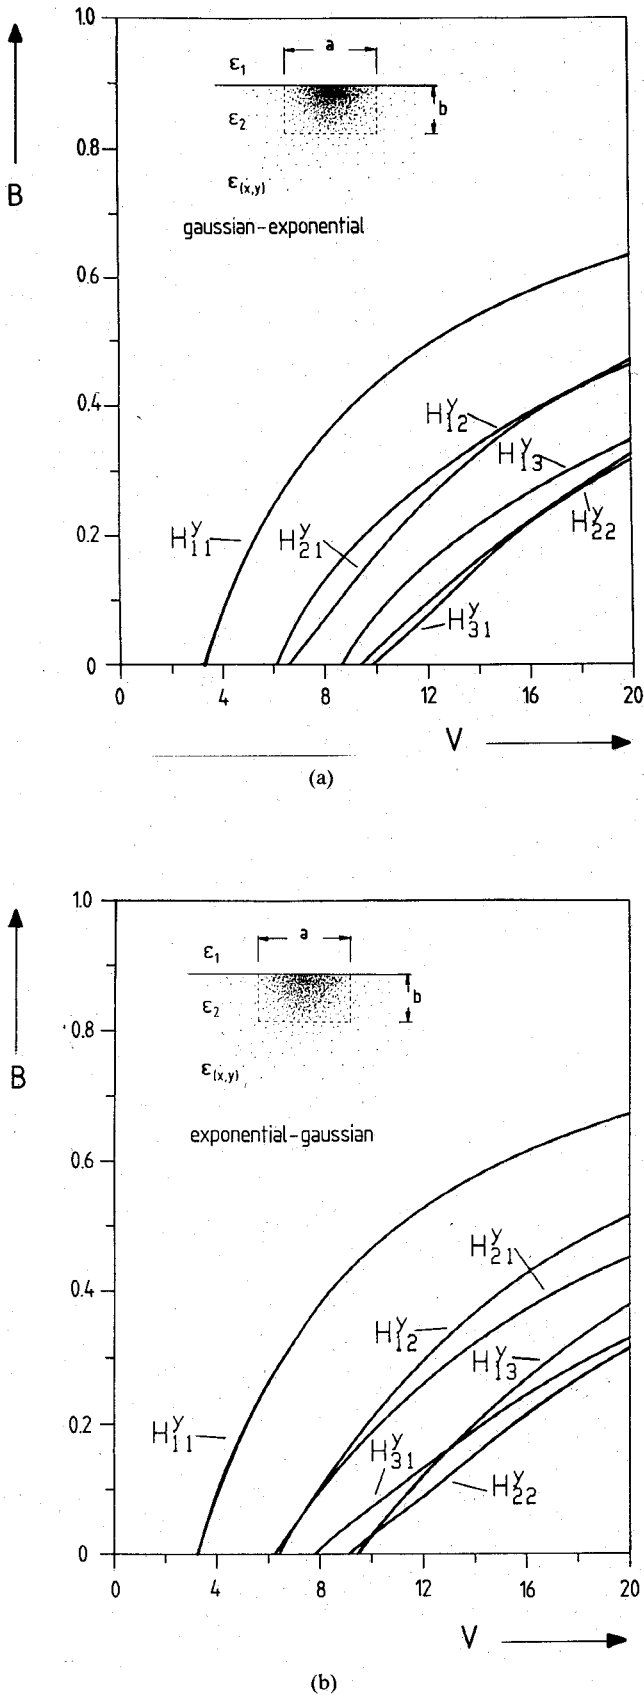 1.0
a
ε1
ε2
b
0.8
B
ε(x,y)
gaussian-exponential
0.6
0.4
H^y_12
H^y_13
0.2
H^y_11
H^y_21
H^y_22
H^y_31
0
0 4 8 12 16 20
V
(a)
1.0
a
ε1
ε2
b
0.8
B
ε(x,y)
exponential-gaussian
0.6
H^y_21
0.4
H^y_12
H^y_13
0.2
H^y_11
H^y_31
H^y_22
0
0 4 8 12 16 20
V
(b)